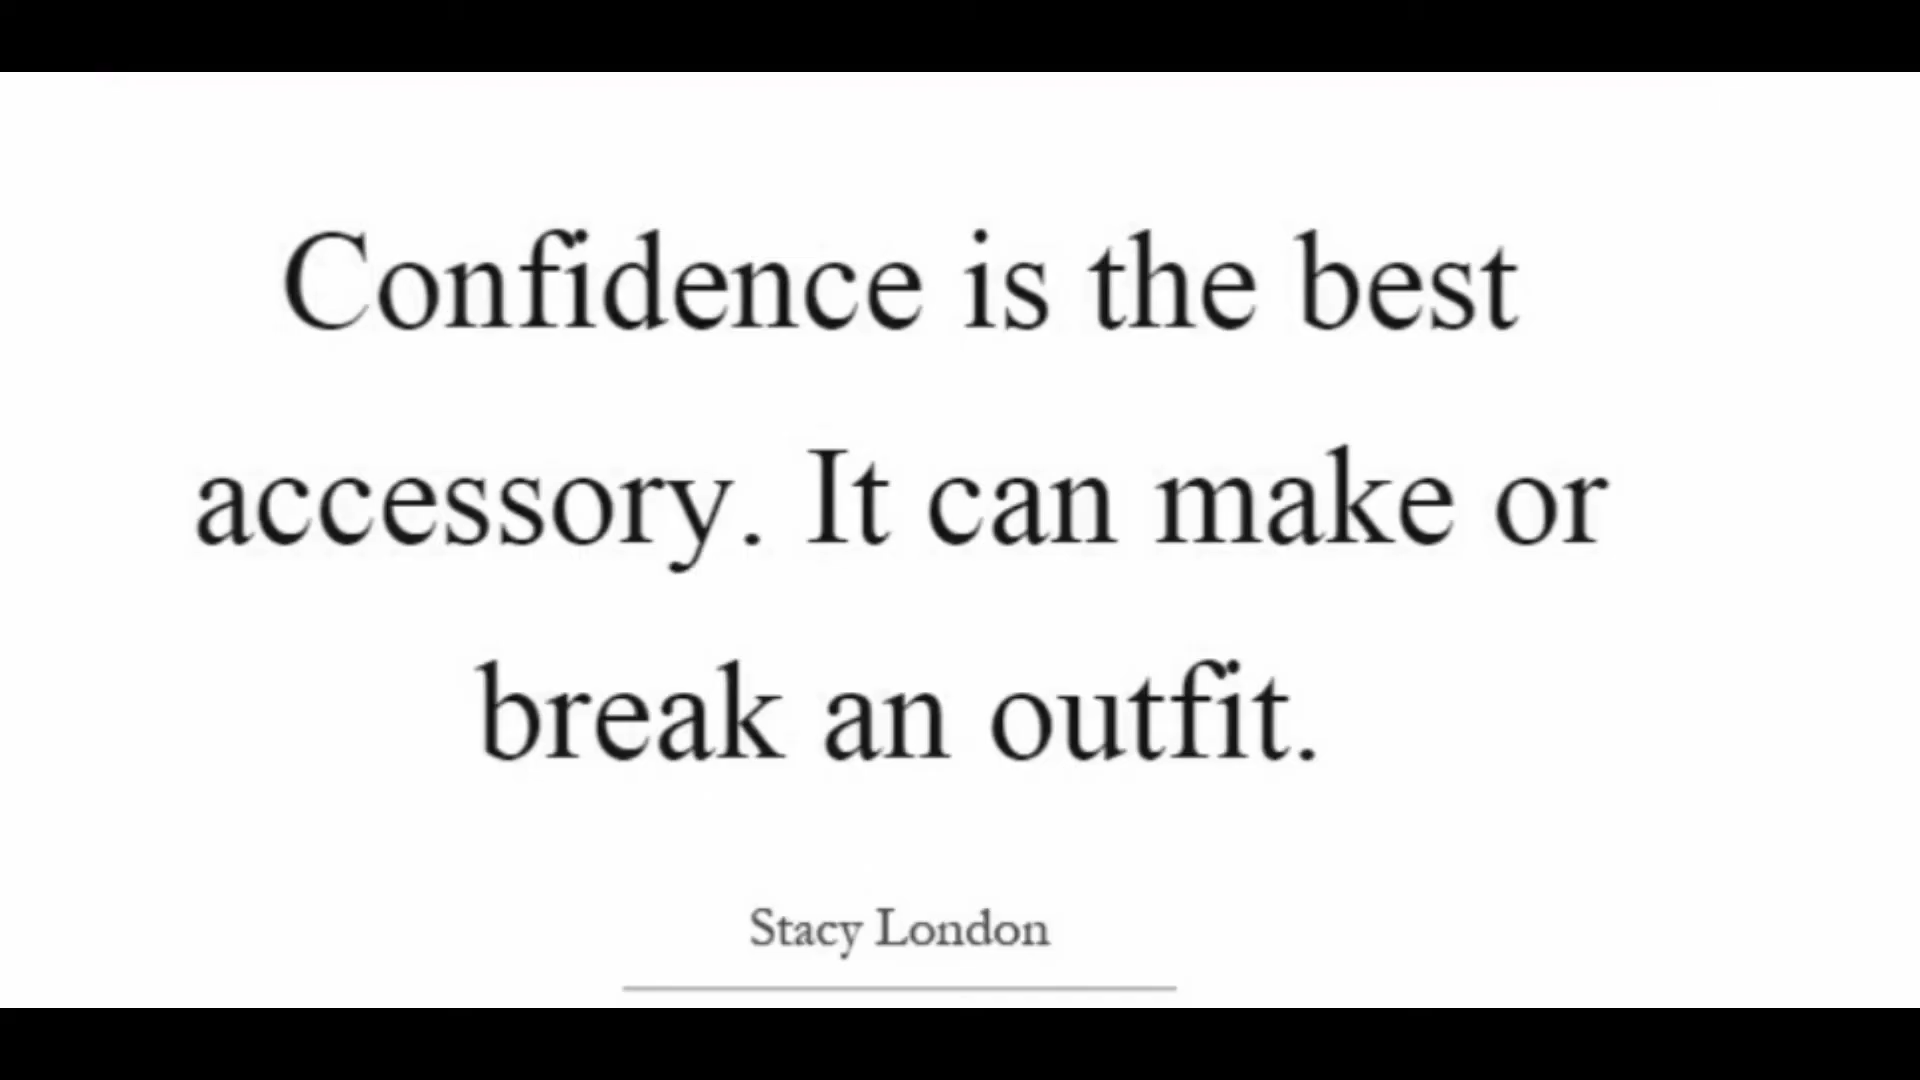 Confidence is the best
accessory. It can make or
break an outfit.
Stacy London